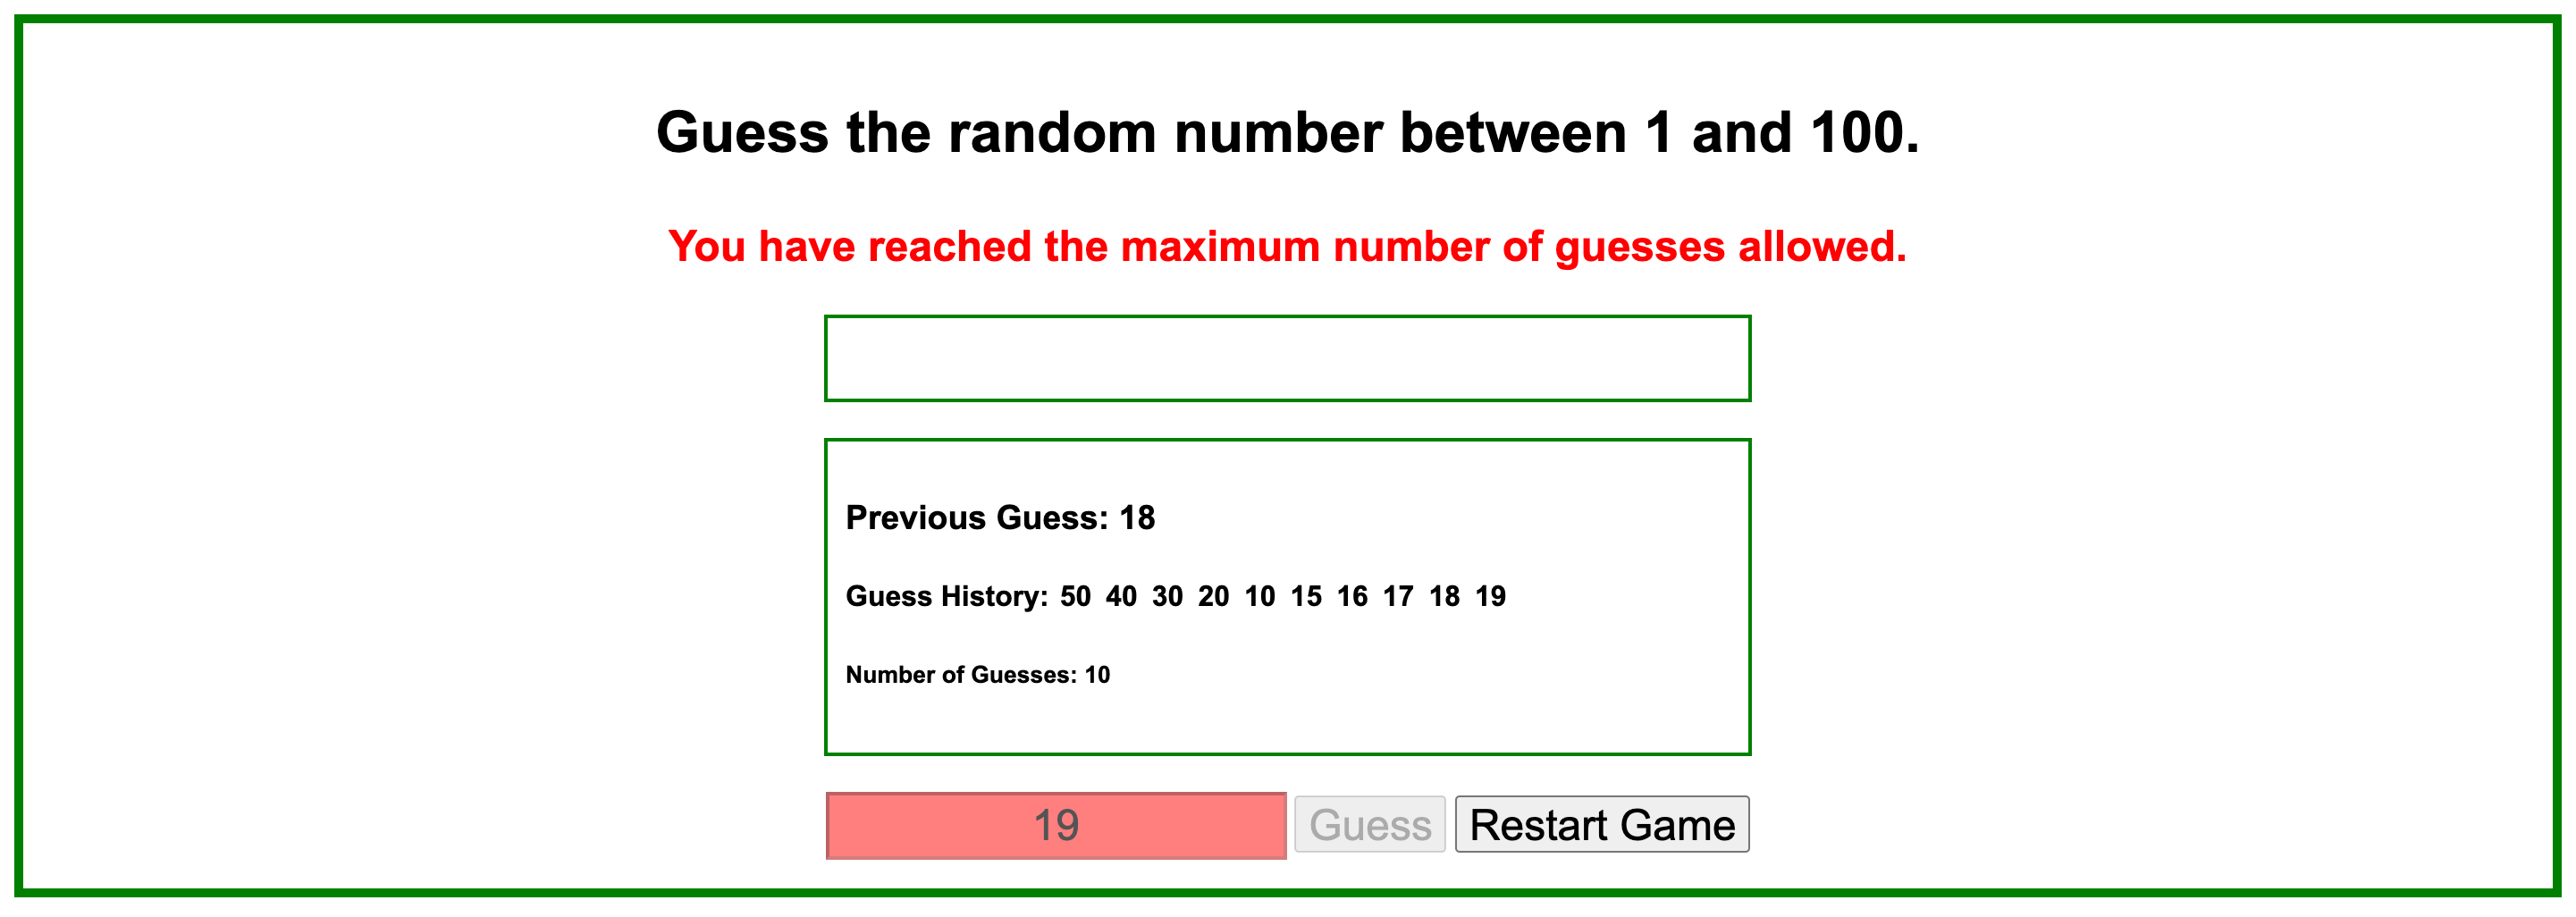 Guess the random number between 1 and 100.
You have reached the maximum number of guesses allowed.
Previous Guess: 18
Guess History: 50 40 30 20 10 15 16 17 18 19
Number of Guesses: 10
19 Guess Restart Game